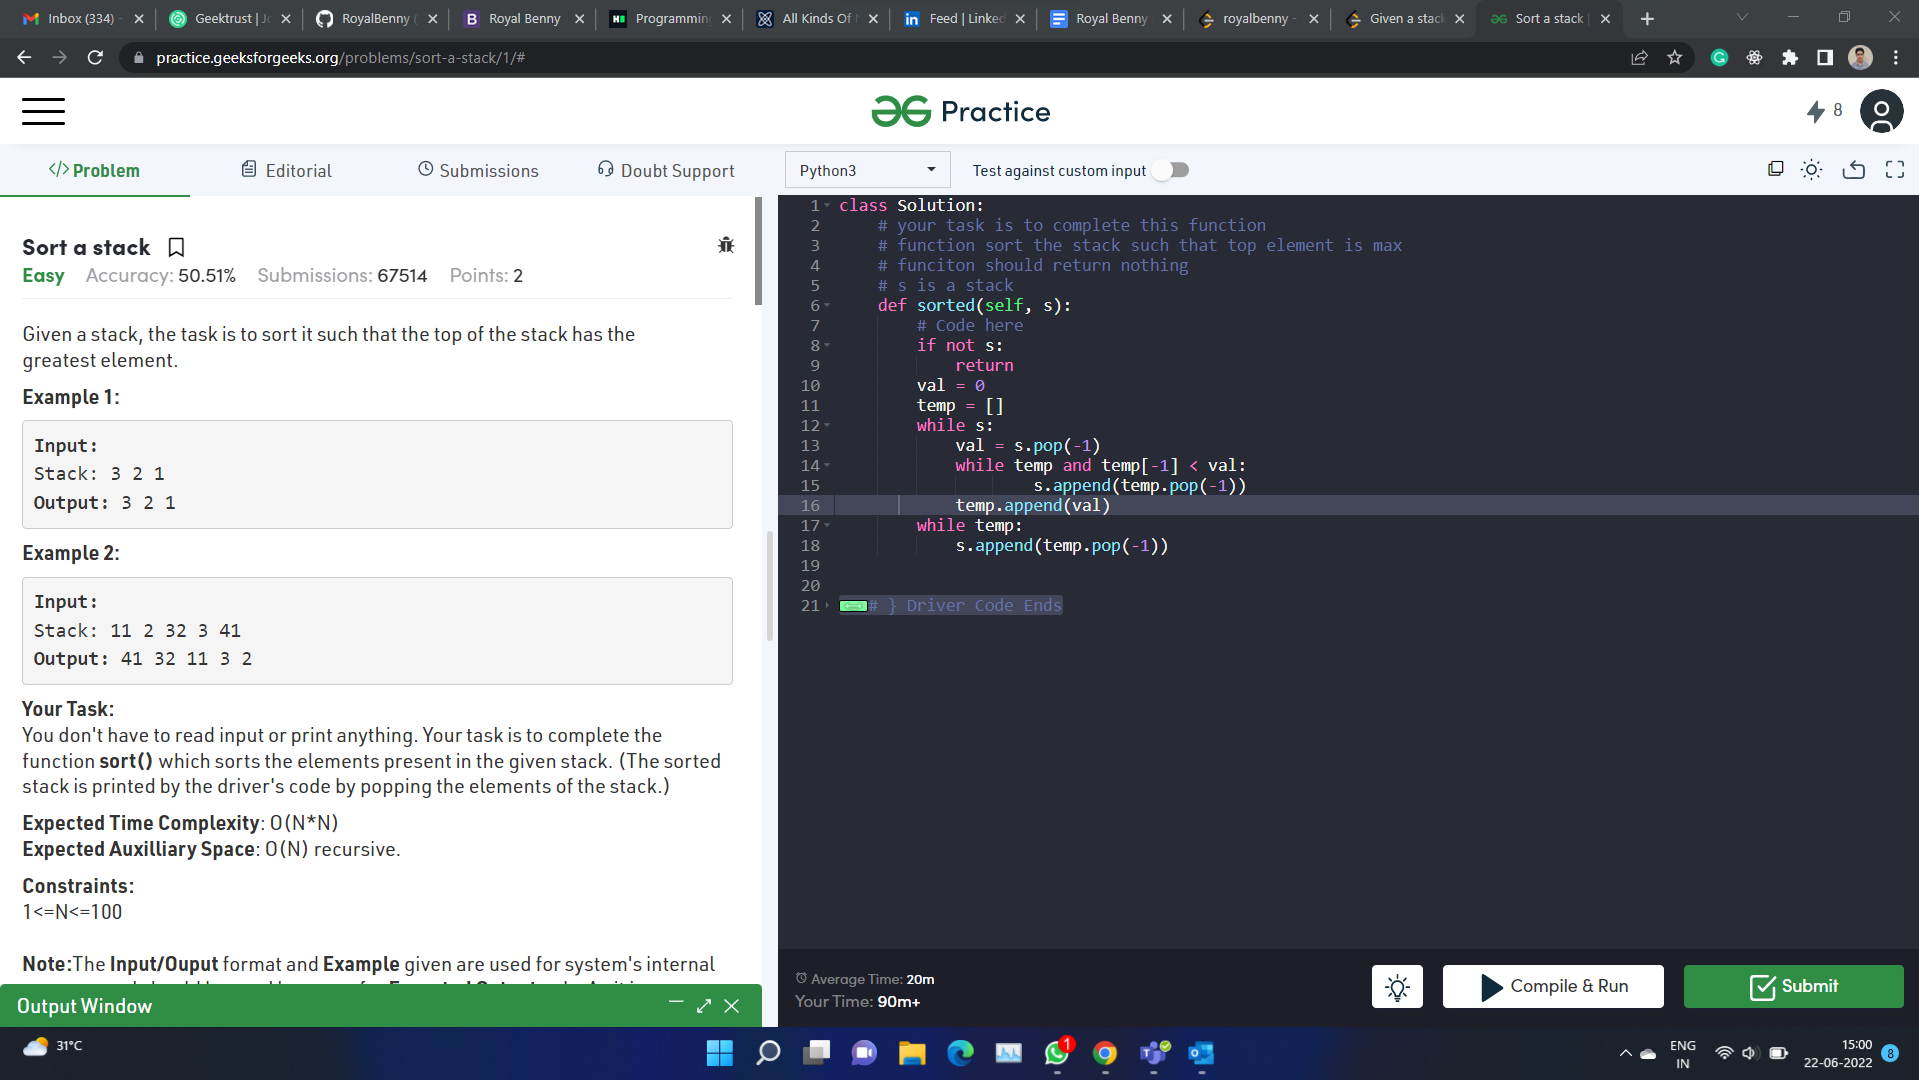 Inbox (334) -
Geektrust | Jo
RoyalBenny (
Royal Benny
Programming
All Kinds Of
Feed | Linked
Royal Benny
royalbenny -
Given a stack
Sort a stack |
practice.geeksforgeeks.org/problems/sort-a-stack/1/#
Practice
8
</> Problem
Editorial
Submissions
Doubt Support
Python3
Test against custom input
Sort a stack
Easy Accuracy: 50.51% Submissions: 67514 Points: 2
Given a stack, the task is to sort it such that the top of the stack has the
greatest element.
Example 1:
Input:
Stack: 3 2 1
Output: 3 2 1
Example 2:
Input:
Stack: 11 2 32 3 41
Output: 41 32 11 3 2
Your Task:
You don't have to read input or print anything. Your task is to complete the
function sort() which sorts the elements present in the given stack. (The sorted
stack is printed by the driver's code by popping the elements of the stack.)
Expected Time Complexity: O(N*N)
Expected Auxilliary Space: O(N) recursive.
Constraints:
1<=N<=100
Note:The Input/Ouput format and Example given are used for system's internal
Output Window
1 class Solution:
2 # your task is to complete this function
3 # function sort the stack such that top element is max
4 # funciton should return nothing
5 # s is a stack
6 def sorted(self, s):
7 # Code here
8 if not s:
9 return
10 val = 0
11 temp = []
12 while s:
13 val = s.pop(-1)
14 while temp and temp[-1] < val:
15 s.append(temp.pop(-1))
16 temp.append(val)
17 while temp:
18 s.append(temp.pop(-1))
19
20
21 # } Driver Code Ends
Average Time: 20m
Your Time: 90m+
Compile & Run
Submit
31°C
1
ENG
IN
15:00
22-06-2022
8